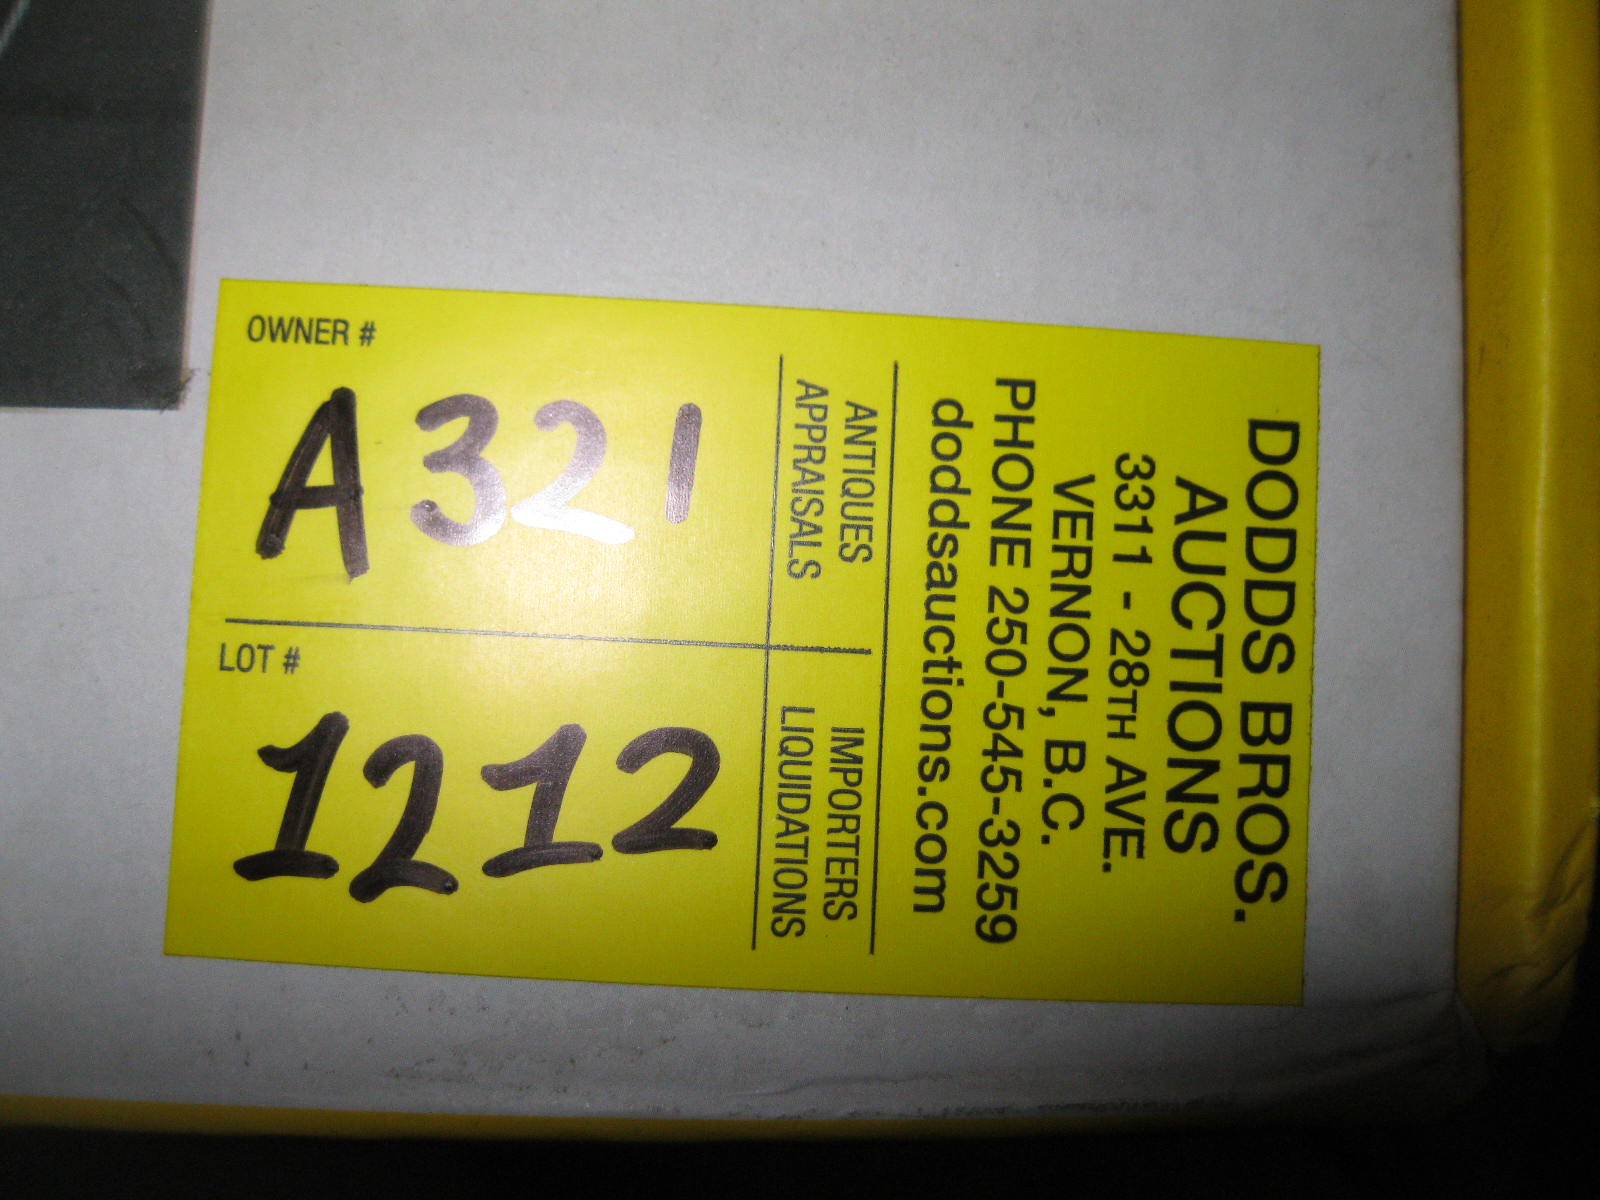 DODDS BROS.
AUCTIONS
3311 - 28TH AVE.
VERNON, B.C.
PHONE 250-545-3259
doddsauctions.com
ANTIQUES
APPRAISALS
IMPORTERS
LIQUIDATIONS
OWNER #
A321
LOT #
1212